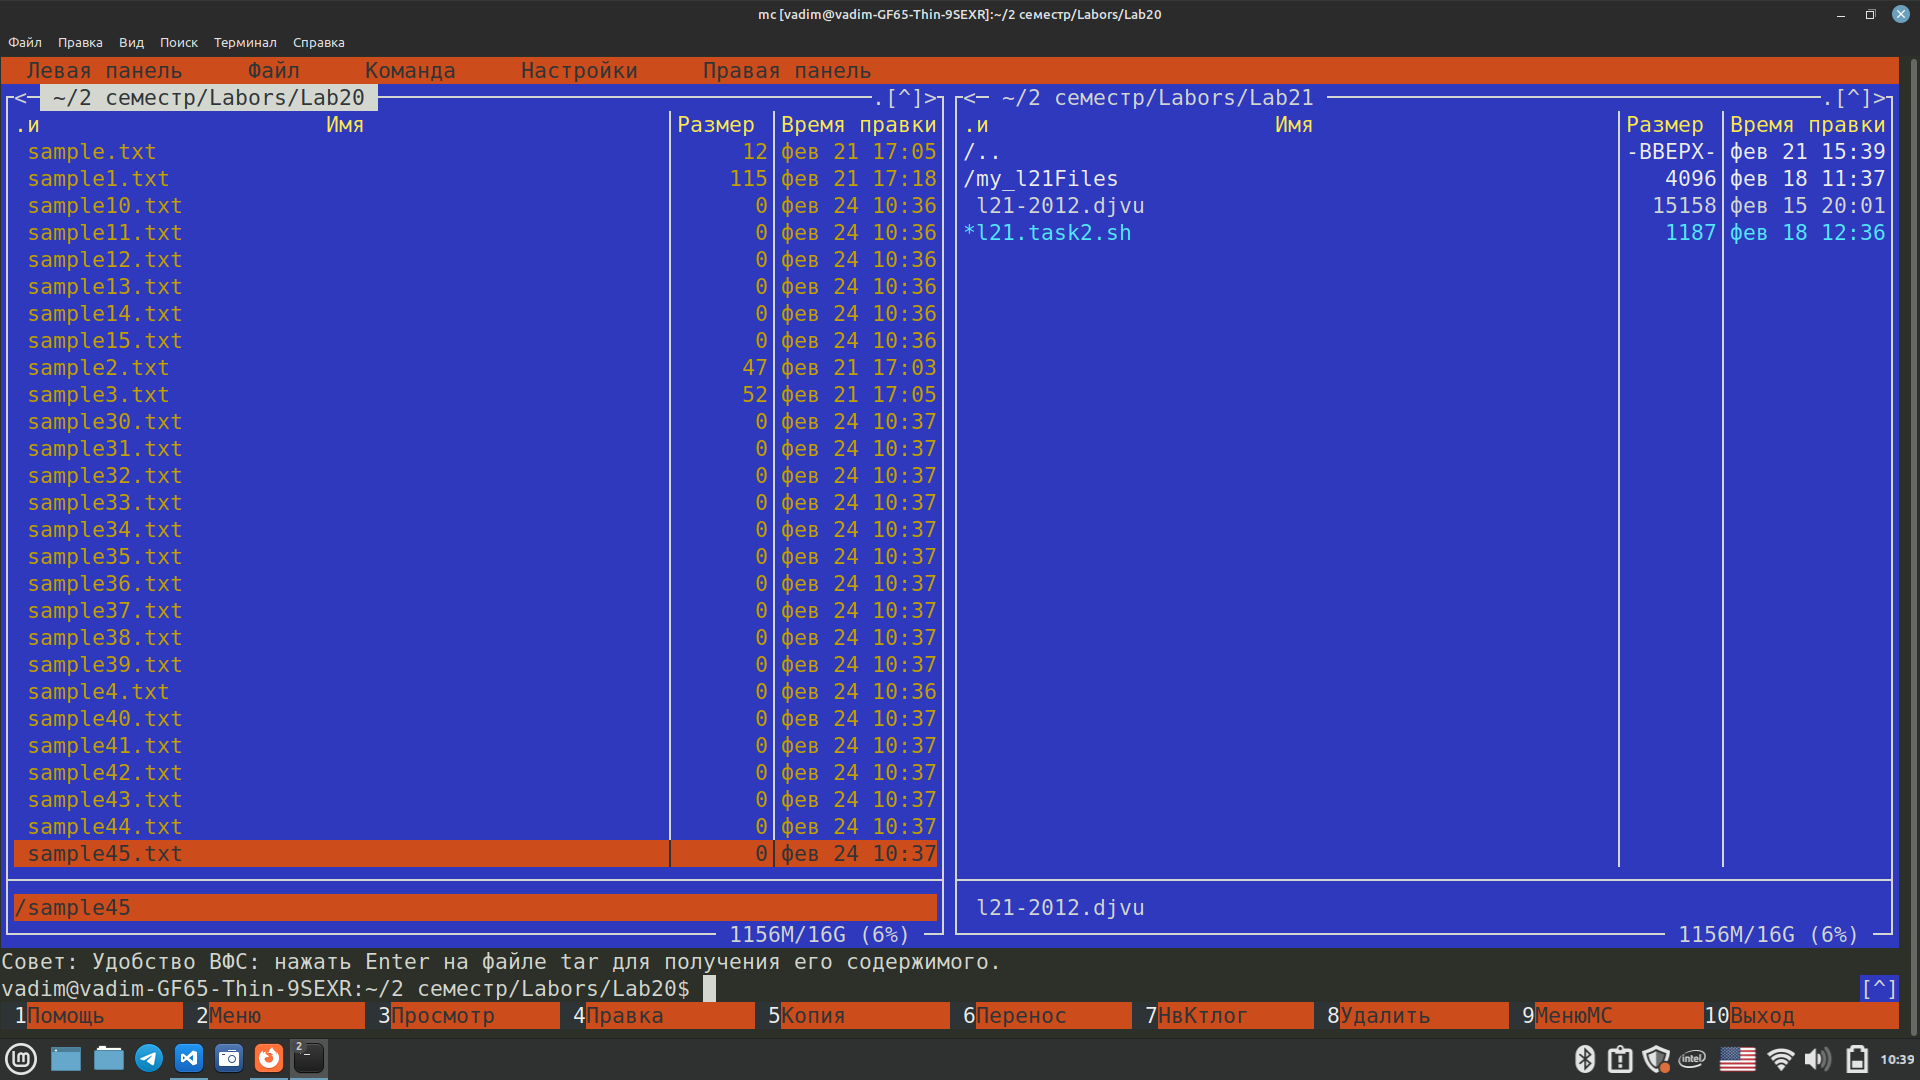 mc [vadim@vadim-GF65-Thin-9SEXR]:~/2 семестр/Labors/Lab20
Файл Правка Вид Поиск Терминал Справка
Левая панель Файл Команда Настройки Правая панель
<─ ~/2 семестр/Labors/Lab20 .[^]> <─ ~/2 семестр/Labors/Lab21 .[^]>
.и Имя Размер Время правки .и Имя Размер Время правки
sample.txt 12 фев 21 17:05 /.. -ВВЕРХ- фев 21 15:39
sample1.txt 115 фев 21 17:18 /my_l21Files 4096 фев 18 11:37
sample10.txt 0 фев 24 10:36 l21-2012.djvu 15158 фев 15 20:01
sample11.txt 0 фев 24 10:36 *l21.task2.sh 1187 фев 18 12:36
sample12.txt 0 фев 24 10:36
sample13.txt 0 фев 24 10:36
sample14.txt 0 фев 24 10:36
sample15.txt 0 фев 24 10:36
sample2.txt 47 фев 21 17:03
sample3.txt 52 фев 21 17:05
sample30.txt 0 фев 24 10:37
sample31.txt 0 фев 24 10:37
sample32.txt 0 фев 24 10:37
sample33.txt 0 фев 24 10:37
sample34.txt 0 фев 24 10:37
sample35.txt 0 фев 24 10:37
sample36.txt 0 фев 24 10:37
sample37.txt 0 фев 24 10:37
sample38.txt 0 фев 24 10:37
sample39.txt 0 фев 24 10:37
sample4.txt 0 фев 24 10:36
sample40.txt 0 фев 24 10:37
sample41.txt 0 фев 24 10:37
sample42.txt 0 фев 24 10:37
sample43.txt 0 фев 24 10:37
sample44.txt 0 фев 24 10:37
sample45.txt 0 фев 24 10:37
/sample45 l21-2012.djvu
1156M/16G (6%) 1156M/16G (6%)
Совет: Удобство ВФС: нажать Enter на файле tar для получения его содержимого.
vadim@vadim-GF65-Thin-9SEXR:~/2 семестр/Labors/Lab20$ [^]
1Помощь 2Меню 3Просмотр 4Правка 5Копия 6Перенос 7НвКтлог 8Удалить 9МенюМС 10Выход
2 intel 10:39